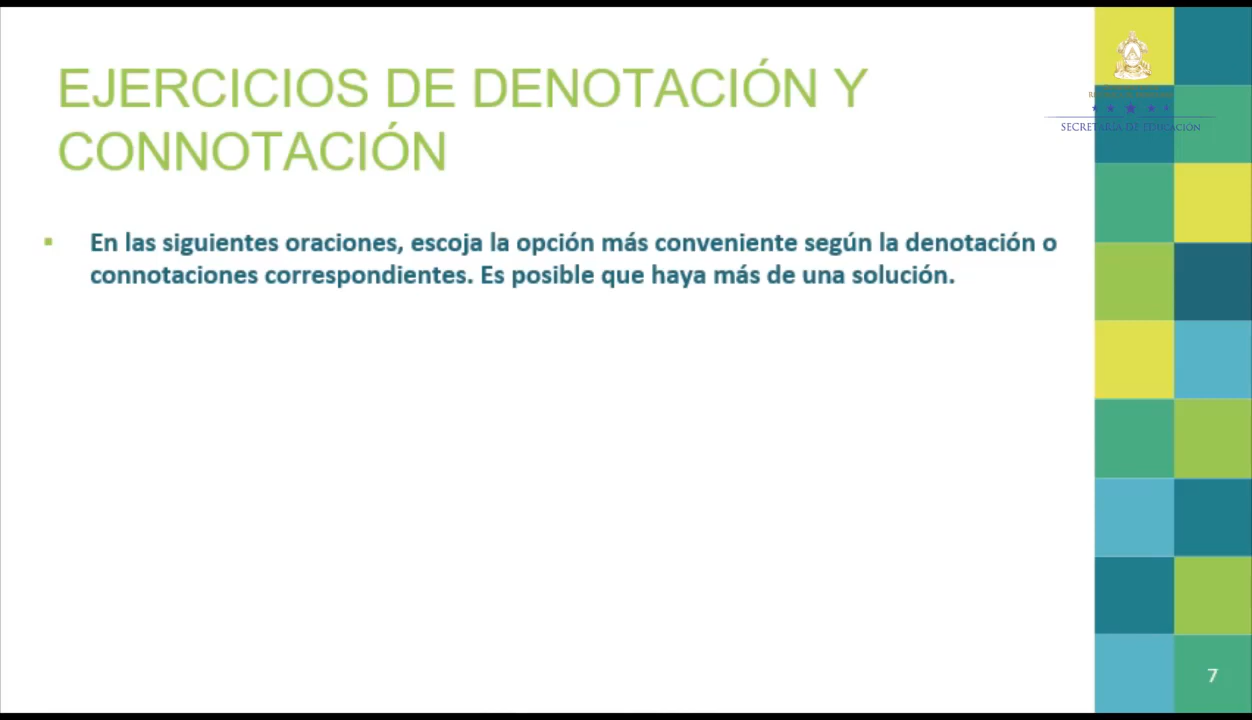 EJERCICIOS DE DENOTACIÓN Y
CONNOTACIÓN
SECRETARÍA DE EDUCACIÓN
En las siguientes oraciones, escoja la opción más conveniente según la denotación o
connotaciones correspondientes. Es posible que haya más de una solución.
7